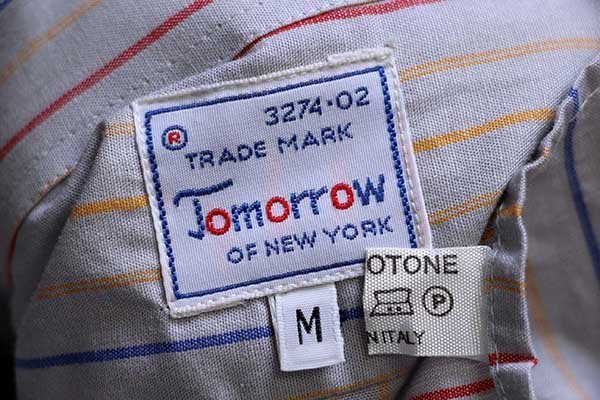 ®
3274·02
TRADE MARK
Tomorrow
OF NEW YORK
M
OTONE
P
N ITALY